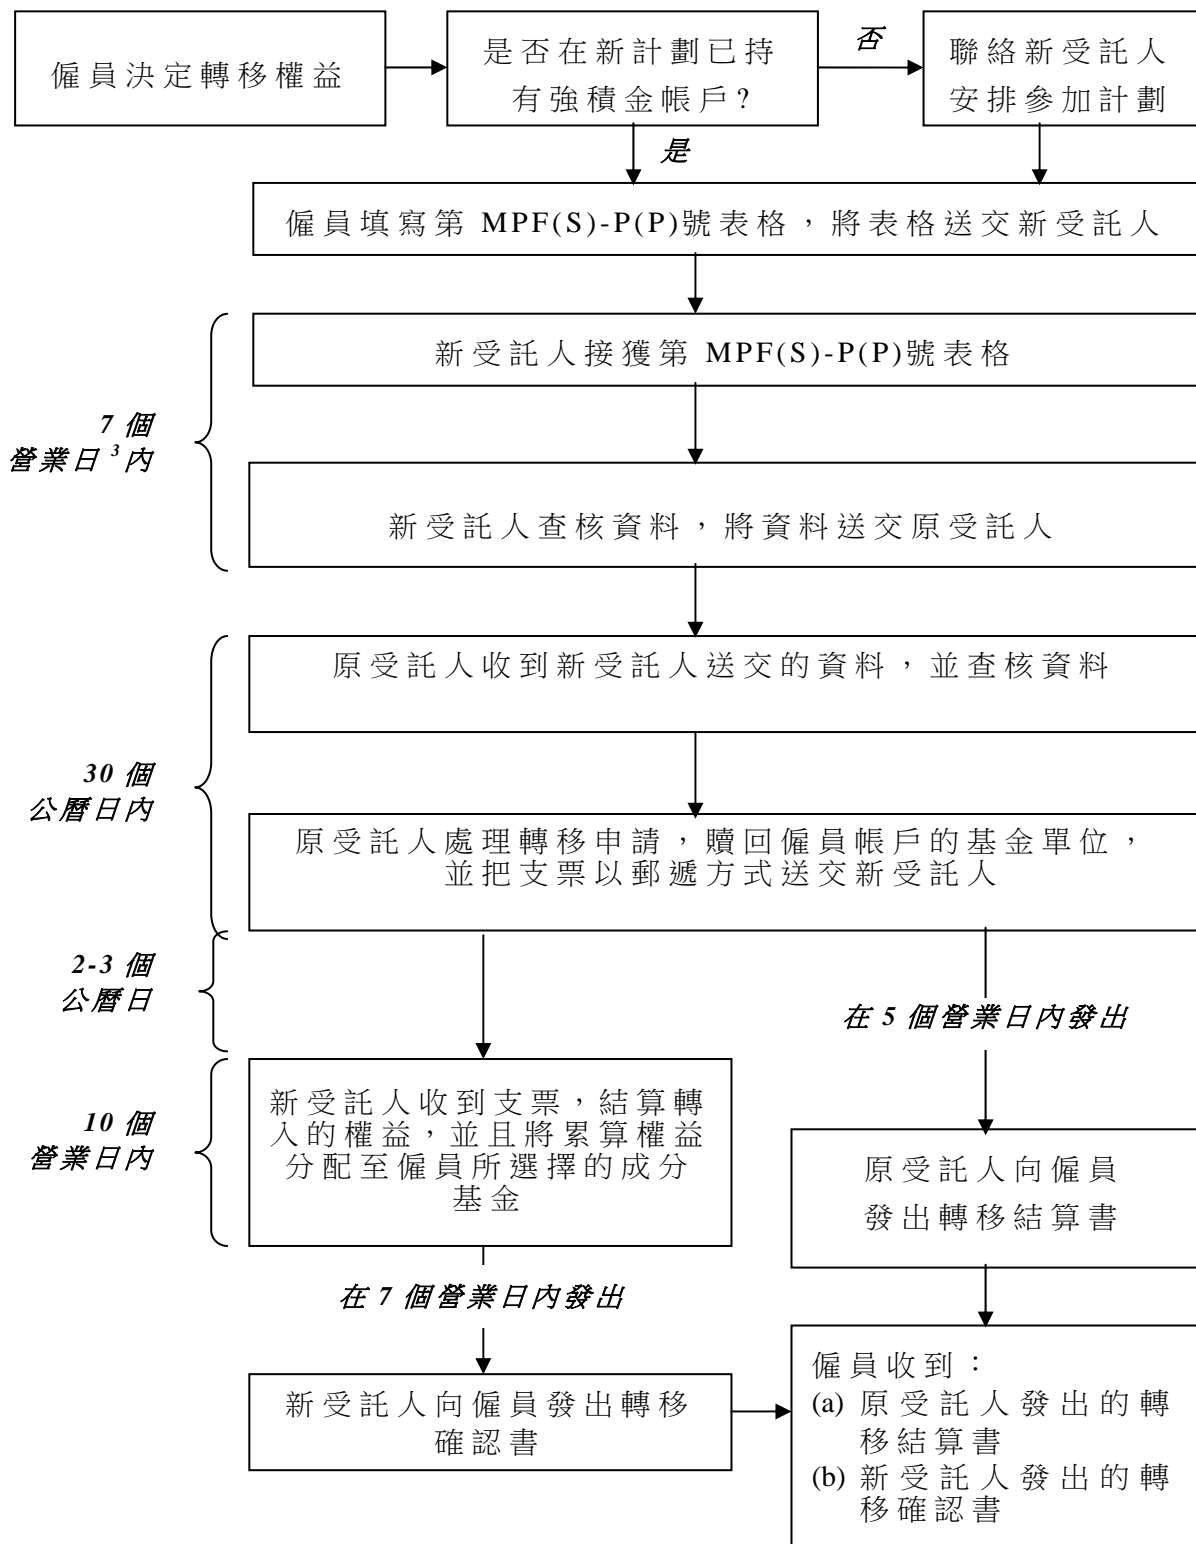 僱員決定轉移權益
是否在新計劃已持
有強積金帳戶?
否
聯絡新受託人
安排參加計劃
是
僱員填寫第 MPF(S)-P(P)號表格，將表格送交新受託人
新受託人接獲第 MPF(S)-P(P)號表格
7 個
營業日 3 內
新受託人查核資料，將資料送交原受託人
原受託人收到新受託人送交的資料，並查核資料
30 個
公曆日內
原受託人處理轉移申請，贖回僱員帳戶的基金單位，
並把支票以郵遞方式送交新受託人
2-3 個
公曆日
在 5 個營業日內發出
新受託人收到支票，結算轉
入的權益，並且將累算權益
分配至僱員所選擇的成分
基金
10 個
營業日內
原受託人向僱員
發出轉移結算書
在 7 個營業日內發出
新受託人向僱員發出轉移
確認書
僱員收到：
(a) 原受託人發出的轉
移結算書
(b) 新受託人發出的轉
移確認書